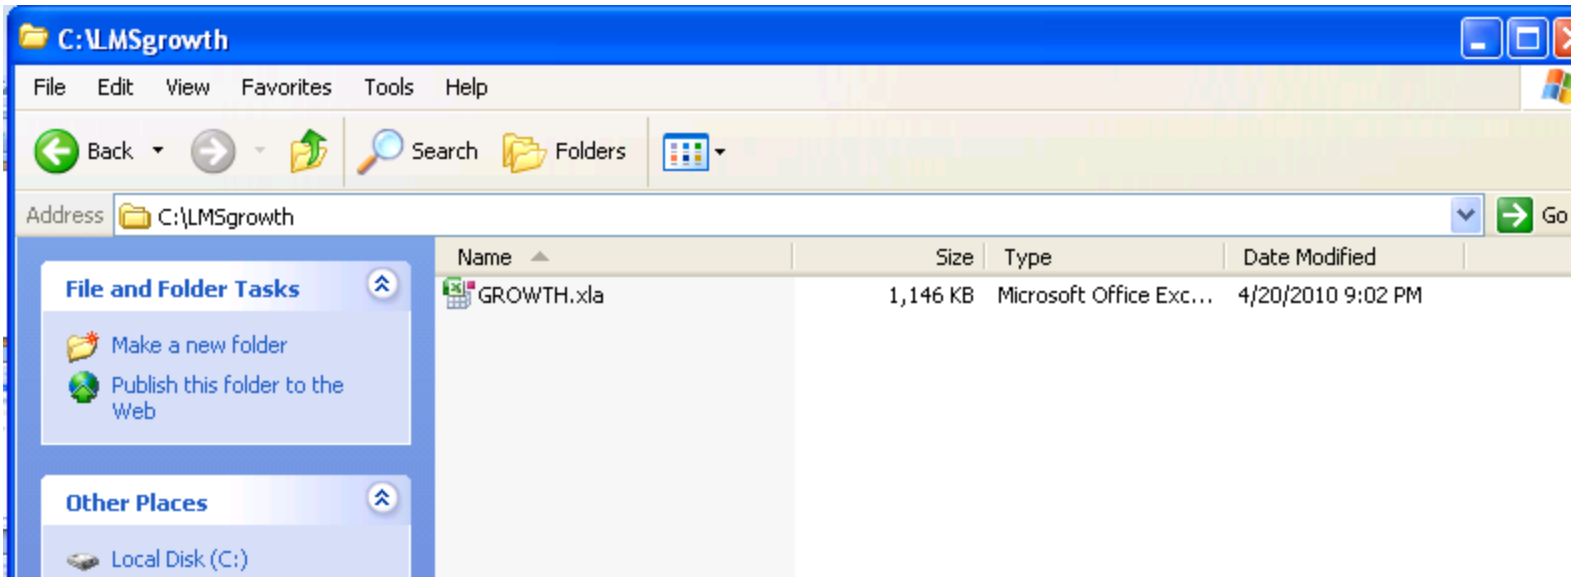 C:\LMSgrowth
File Edit View Favorites Tools Help
Back Search Folders
Address C:\LMSgrowth Go
Name Size Type Date Modified
File and Folder Tasks
GROWTH.xla 1,146 KB Microsoft Office Exc... 4/20/2010 9:02 PM
Make a new folder
Publish this folder to the
Web
Other Places
Local Disk (C:)